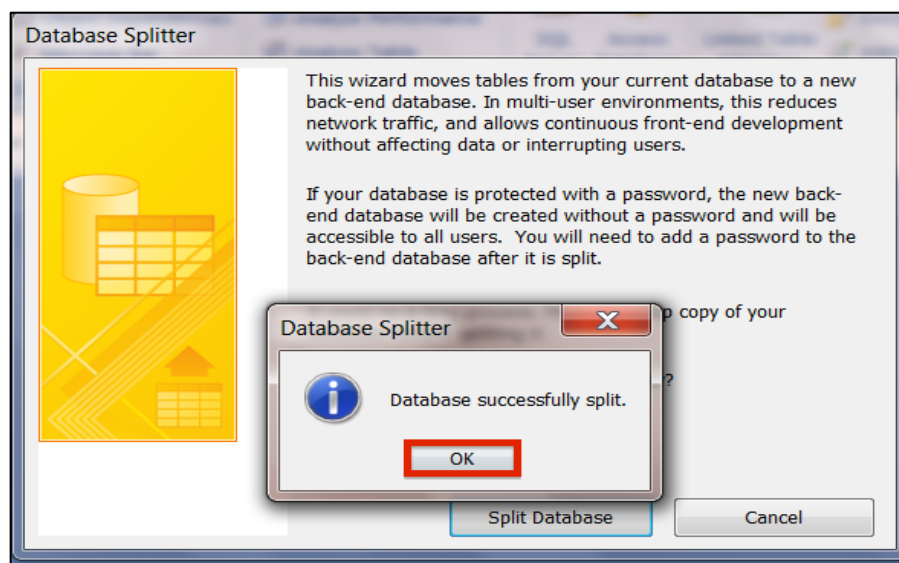 Database Splitter
This wizard moves tables from your current database to a new
back-end database. In multi-user environments, this reduces
network traffic, and allows continuous front-end development
without affecting data or interrupting users.
If your database is protected with a password, the new back-
end database will be created without a password and will be
accessible to all users. You will need to add a password to the
back-end database after it is split.
copy of your
?
Database Splitter
Database successfully split.
OK
Split Database
Cancel